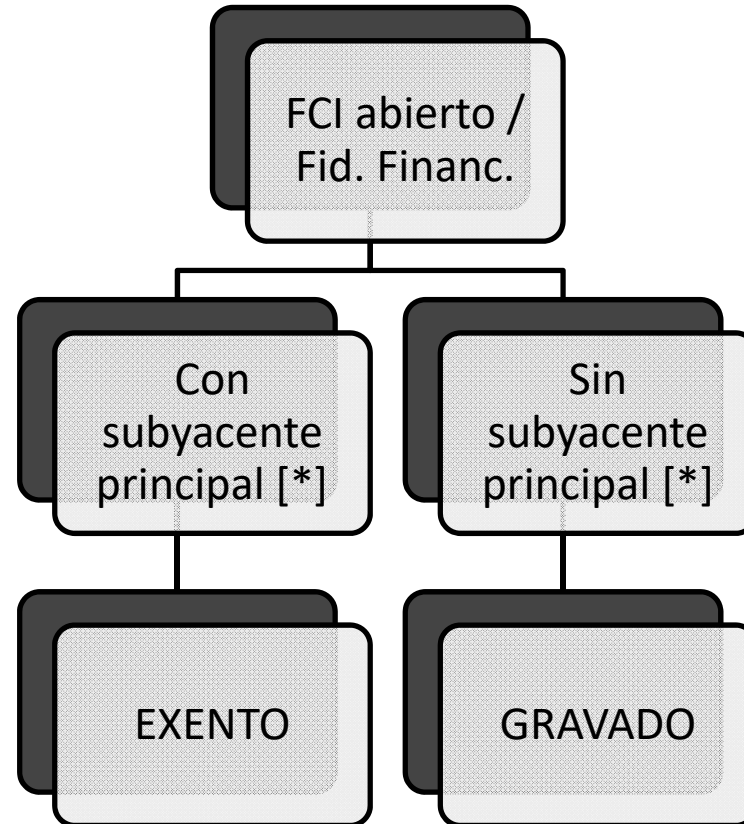 FCI abierto /
Fid. Financ.
Con
subyacente
principal [*]
Sin
subyacente
principal [*]
EXENTO
GRAVADO